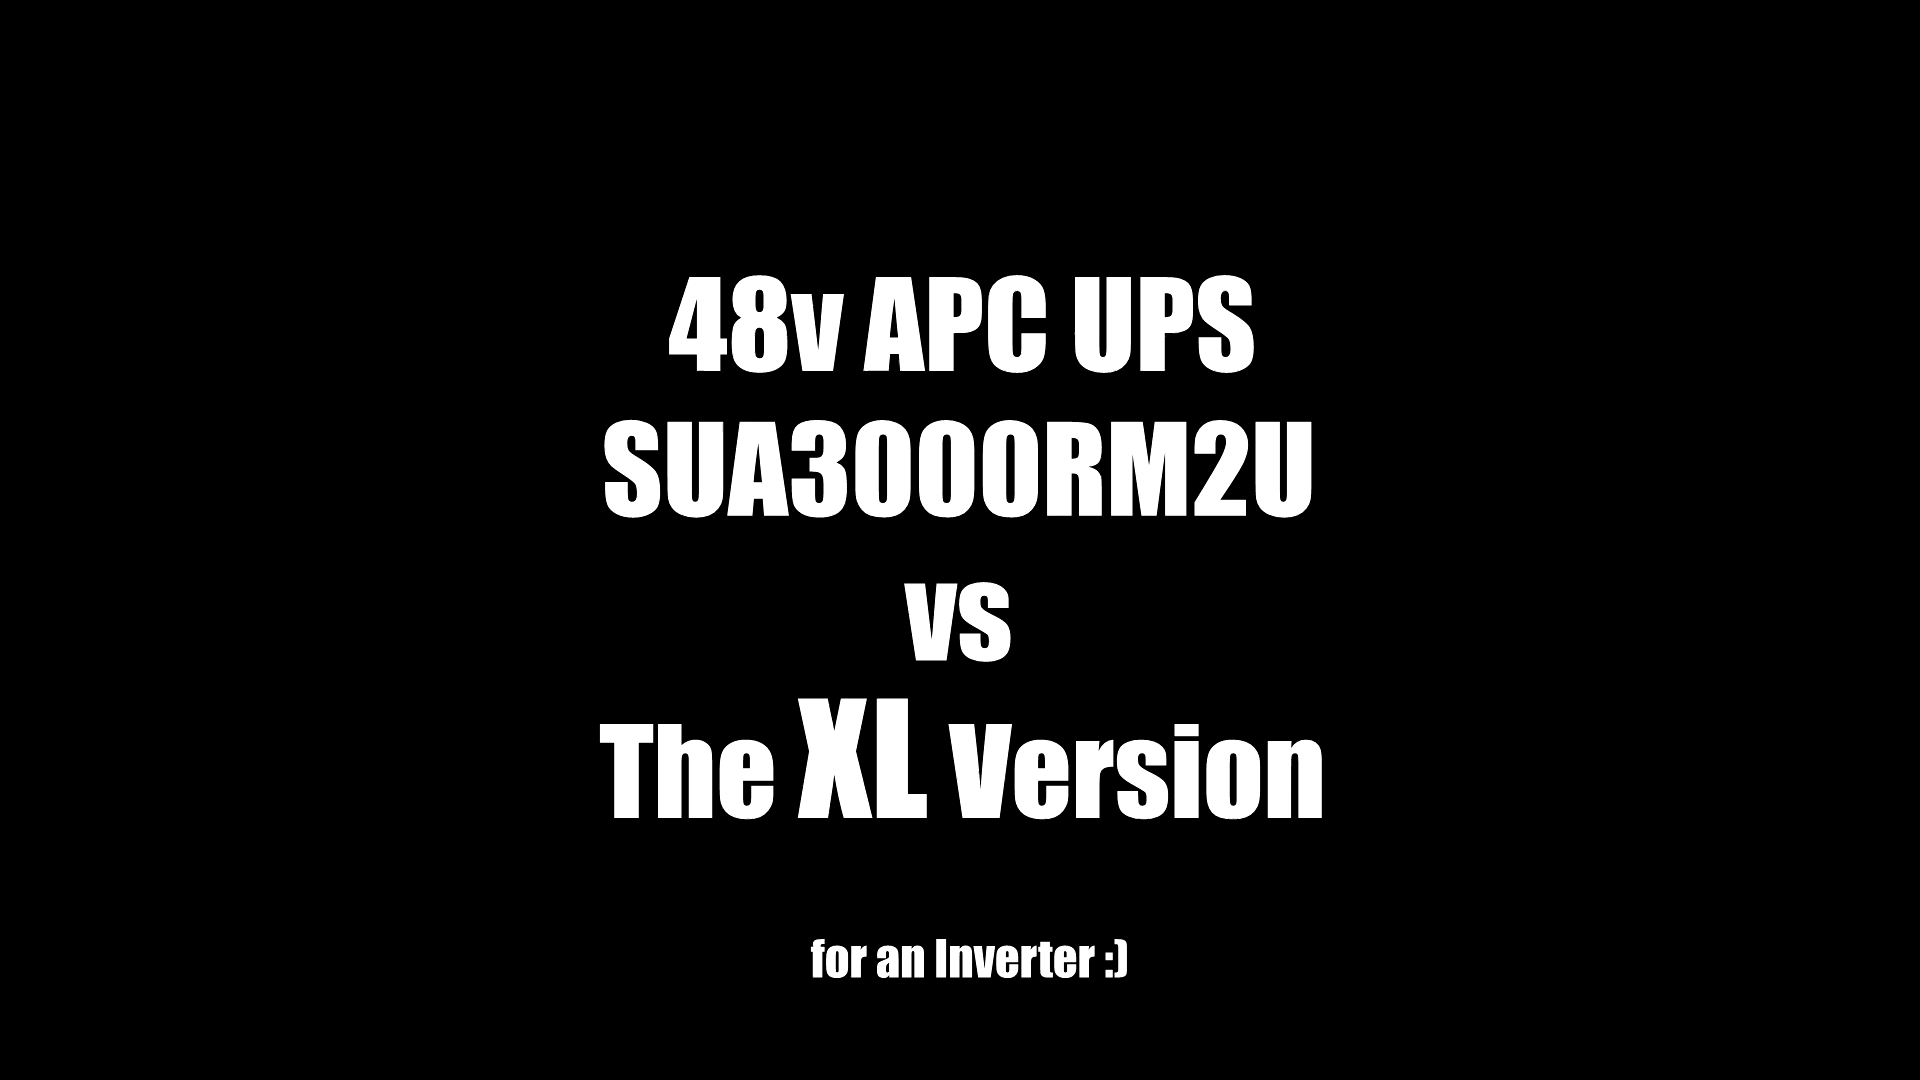 48v APC UPS
SUA3000RM2U
vs
The XL Version
for an Inverter :)